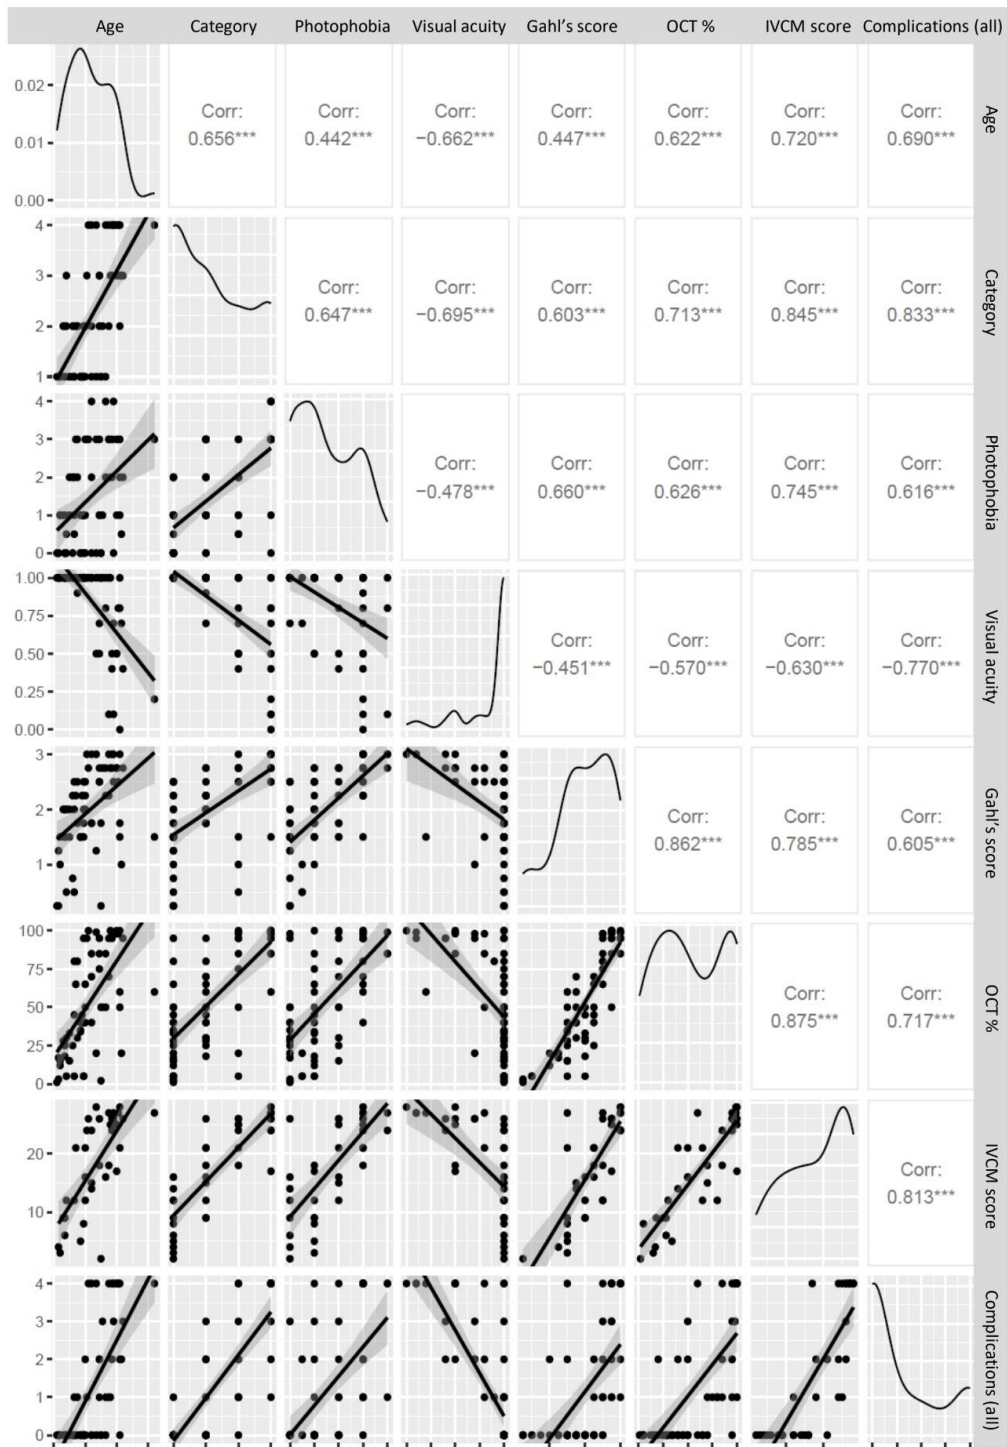 Age Category Photophobia Visual acuity Gahl's score OCT % IVCM score Complications (all)
0.02
0.01
0.00
Corr: Corr: Corr: Corr: Corr: Corr: Corr:
0.656*** 0.442*** −0.662*** 0.447*** 0.622*** 0.720*** 0.690***
Age
4
3
2
1
Corr: Corr: Corr: Corr: Corr: Corr:
0.647*** −0.695*** 0.603*** 0.713*** 0.845*** 0.833***
Category
4
3
2
1
0
Corr: Corr: Corr: Corr: Corr:
−0.478*** 0.660*** 0.626*** 0.745*** 0.616***
Photophobia
1.00
0.75
0.50
0.25
0.00
Corr: Corr: Corr: Corr:
−0.451*** −0.570*** −0.630*** −0.770***
Visual acuity
3
2
1
Corr: Corr: Corr:
0.862*** 0.785*** 0.605***
Gahl's score
100
75
50
25
0
Corr: Corr:
0.875*** 0.717***
OCT %
20
10
Corr:
0.813***
IVCM score
4
3
2
1
0
Complications (all)